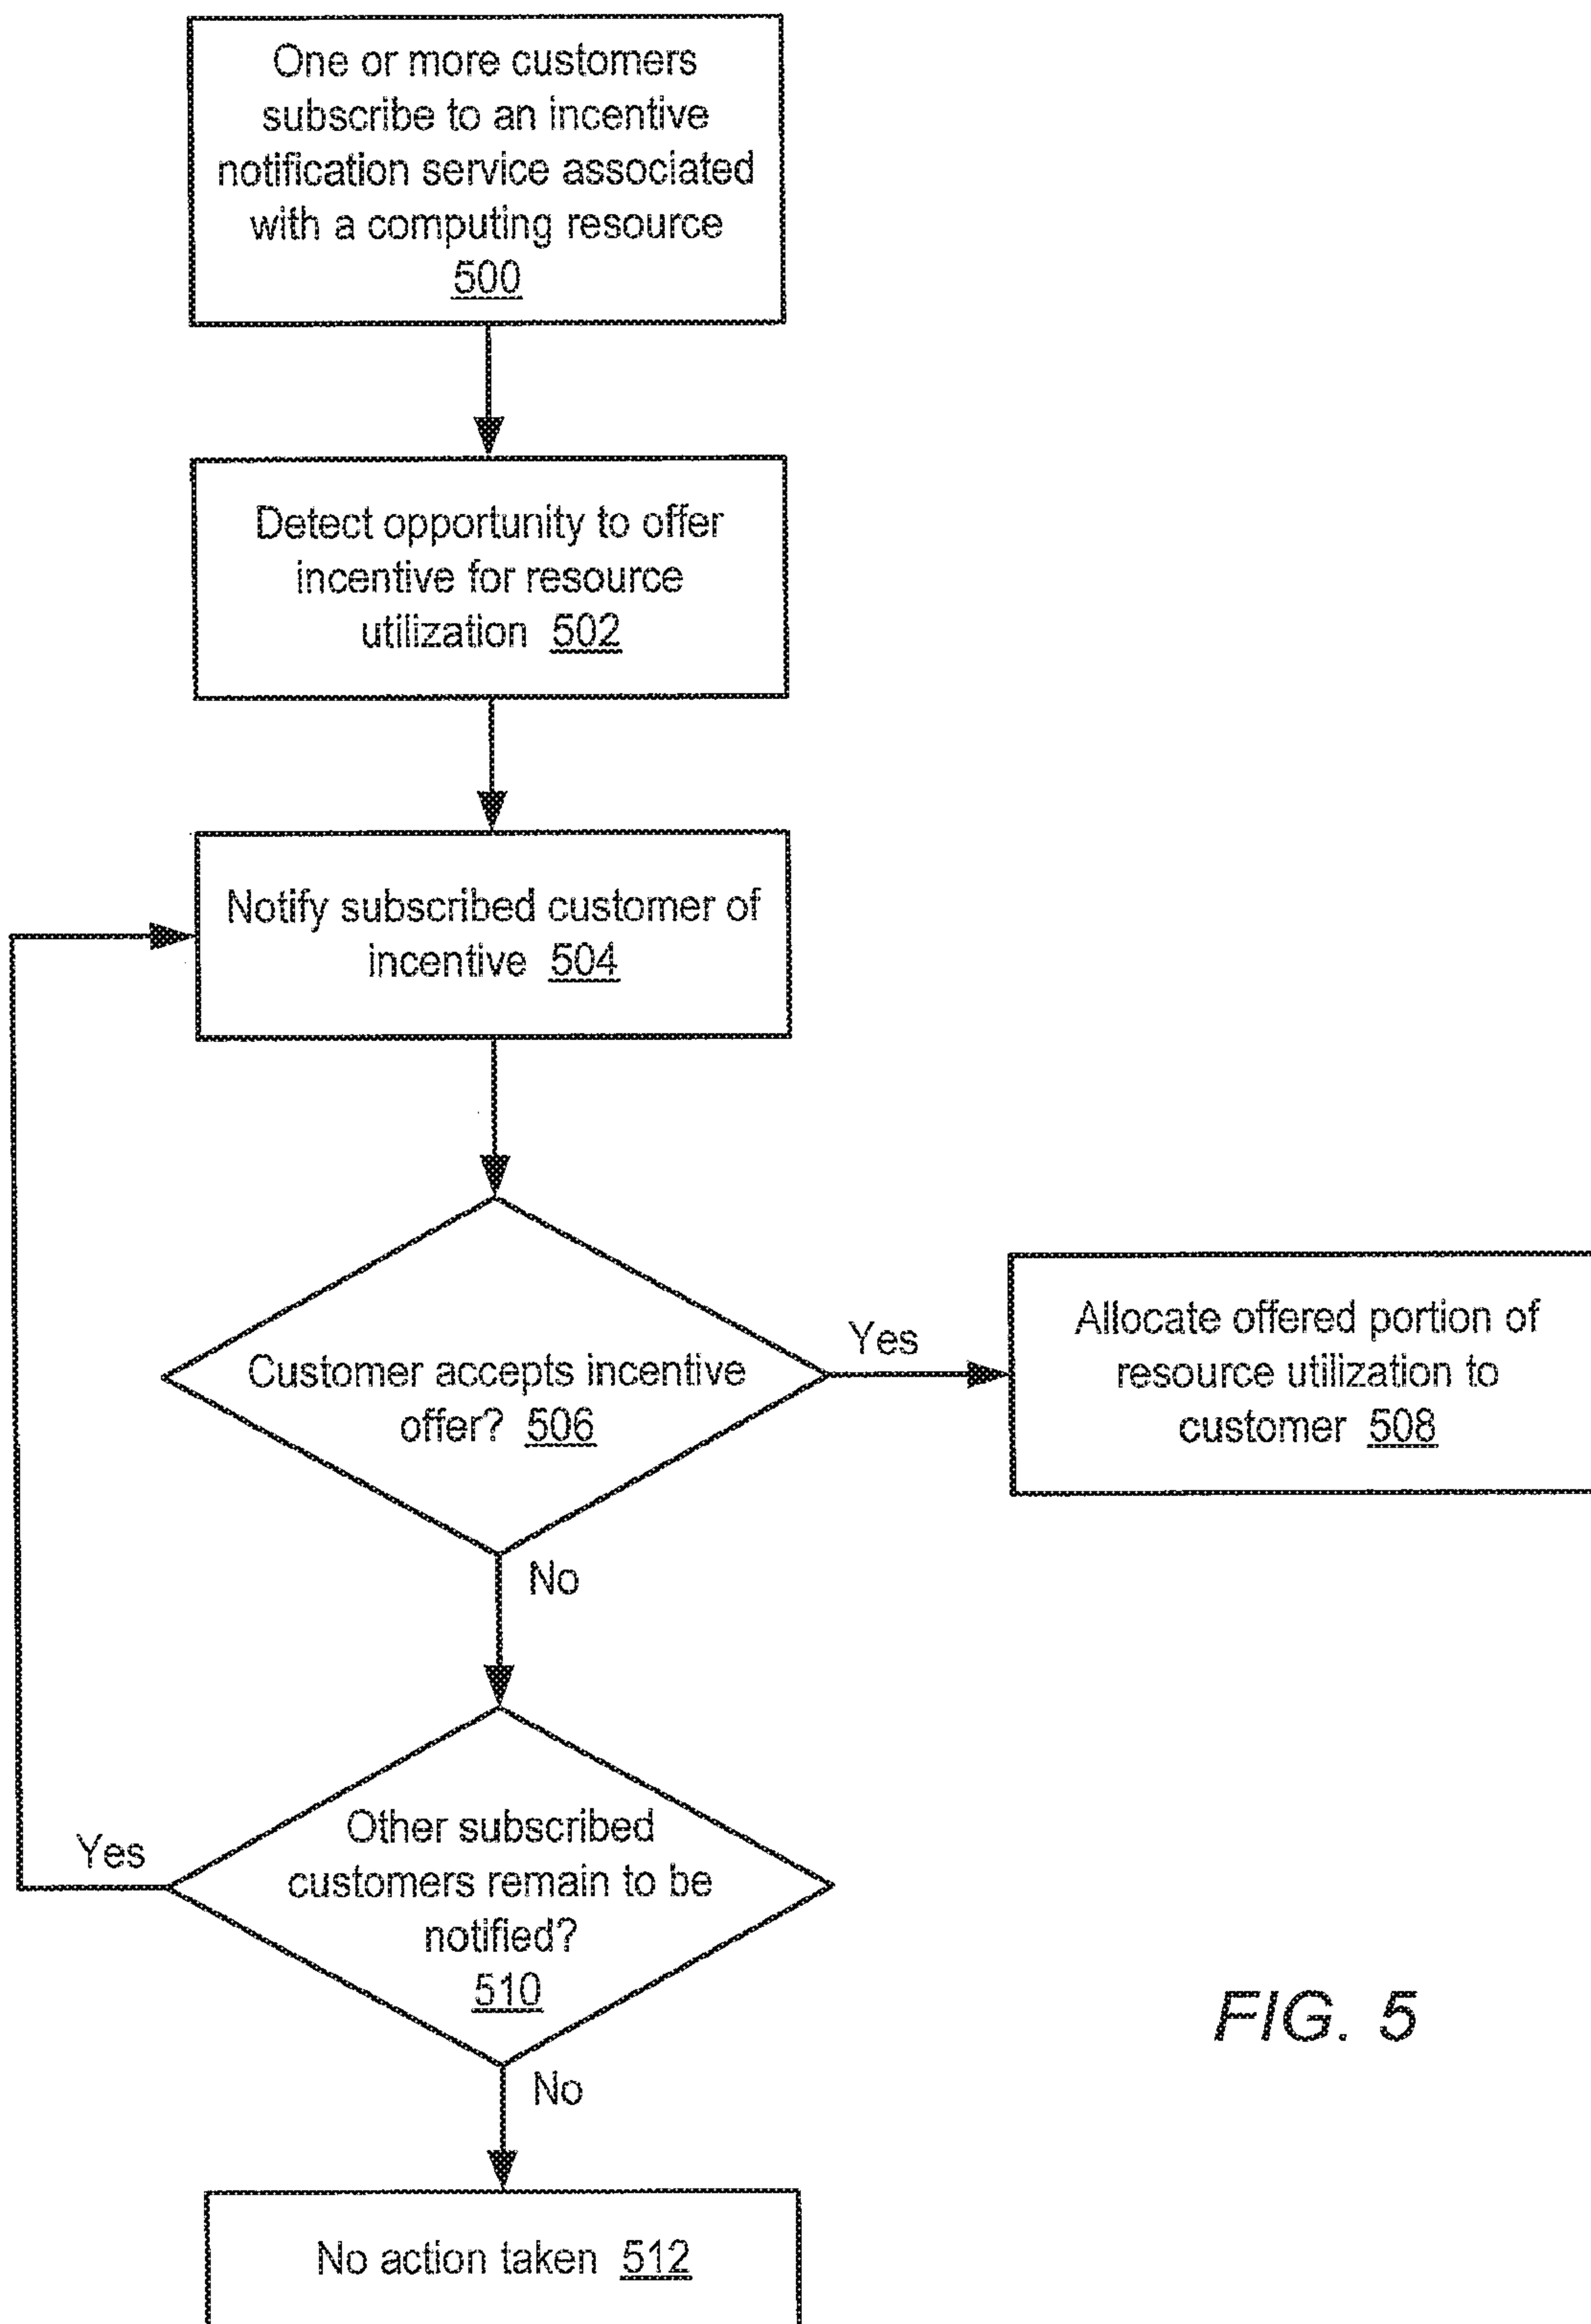 One or more customers
subscribe to an incentive
notification service associated
with a computing resource
500
Detect opportunity to offer
incentive for resource
utilization 502
Notify subscribed customer of
incentive 504
Customer accepts incentive
offer? 506
Yes
Allocate offered portion of
resource utilization to
customer 508
No
Other subscribed
customers remain to be
notified?
510
Yes
No
No action taken 512
FIG. 5